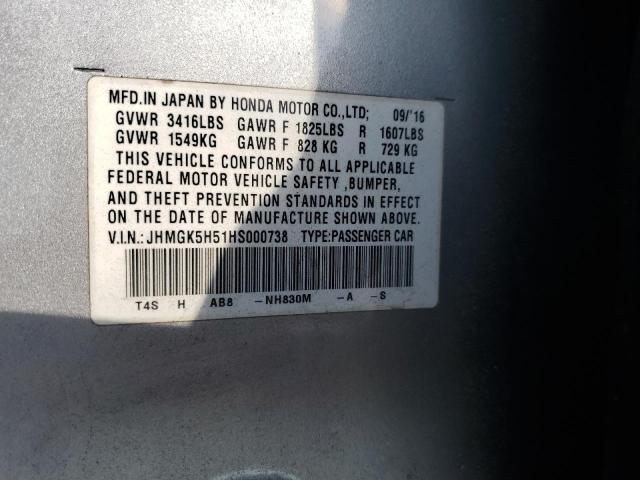 MFD.IN JAPAN BY HONDA MOTOR CO.,LTD; 09/'16
GVWR 3416LBS GAWR F 1825LBS R 1607LBS
GVWR 1549KG GAWR F 828 KG R 729 KG
THIS VEHICLE CONFORMS TO ALL APPLICABLE
FEDERAL MOTOR VEHICLE SAFETY ,BUMPER,
AND THEFT PREVENTION STANDARDS IN EFFECT
ON THE DATE OF MANUFACTURE SHOWN ABOVE.
V.I.N.: JHMGK5H51HS000738 TYPE:PASSENGER CAR
T4S H AB8 -NH830M -A -S